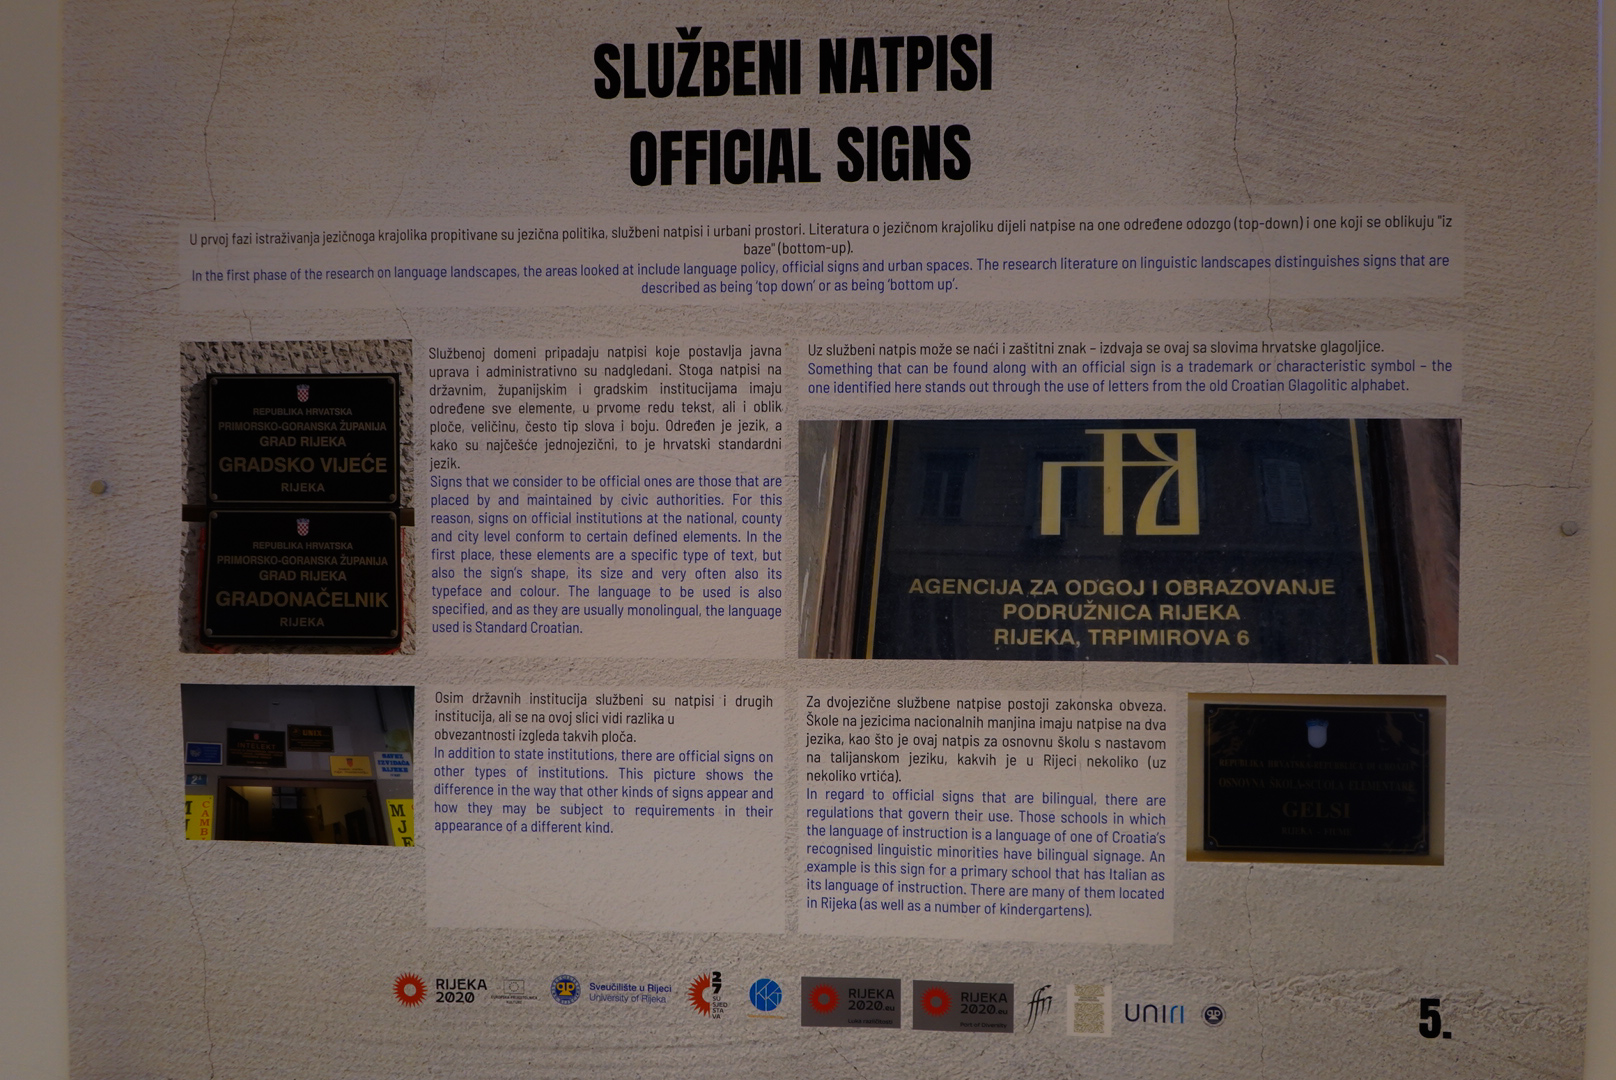 SLUŽBENI NATPISI
OFFICIAL SIGNS
U prvoj fazi istraživanja jezičnoga krajolika propitivane su jezična politika, službeni natpisi i urbani prostori. Literatura o jezičnom krajoliku dijeli natpise na one određene odozgo (top-down) i one koji se oblikuju "iz
baze" (bottom-up).
In the first phase of the research on language landscapes, the areas looked at include language policy, official signs and urban spaces. The research literature on linguistic landscapes distinguishes signs that are
described as being 'top down' or as being 'bottom up'.
REPUBLIKA HRVATSKA
PRIMORSKO-GORANSKA ŽUPANIJA
GRAD RIJEKA
GRADSKO VIJEĆE
RIJEKA
REPUBLIKA HRVATSKA
PRIMORSKO-GORANSKA ŽUPANIJA
GRAD RIJEKA
GRADONAČELNIK
RIJEKA
Službenoj domeni pripadaju natpisi koje postavlja javna
uprava i administrativno su nadgledani. Stoga natpisi na
državnim, županijskim i gradskim institucijama imaju
određene sve elemente, u prvome redu tekst, ali i oblik
ploče, veličinu, često tip slova i boju. Određen je jezik, a
kako su najčešće jednojezični, to je hrvatski standardni
jezik.
Signs that we consider to be official ones are those that are
placed by and maintained by civic authorities. For this
reason, signs on official institutions at the national, county
and city level conform to certain defined elements. In the
first place, these elements are a specific type of text, but
also the sign's shape, its size and very often also its
typeface and colour. The language to be used is also
specified, and as they are usually monolingual, the language
used is Standard Croatian.
Uz službeni natpis može se naći i zaštitni znak – izdvaja se ovaj sa slovima hrvatske glagoljice.
Something that can be found along with an official sign is a trademark or characteristic symbol – the
one identified here stands out through the use of letters from the old Croatian Glagolitic alphabet.
AGENCIJA ZA ODGOJ I OBRAZOVANJE
PODRUŽNICA RIJEKA
RIJEKA, TRPIMIROVA 6
Osim državnih institucija službeni su natpisi i drugih
institucija, ali se na ovoj slici vidi razlika u
obvezantnosti izgleda takvih ploča.
In addition to state institutions, there are official signs on
other types of institutions. This picture shows the
difference in the way that other kinds of signs appear and
how they may be subject to requirements in their
appearance of a different kind.
Za dvojezične službene natpise postoji zakonska obveza.
Škole na jezicima nacionalnih manjina imaju natpise na dva
jezika, kao što je ovaj natpis za osnovnu školu s nastavom
na talijanskom jeziku, kakvih je u Rijeci nekoliko (uz
nekoliko vrtića).
In regard to official signs that are bilingual, there are
regulations that govern their use. Those schools in which
the language of instruction is a language of one of Croatia's
recognised linguistic minorities have bilingual signage. An
example is this sign for a primary school that has Italian as
its language of instruction. There are many of them located
in Rijeka (as well as a number of kindergartens).
OSNOVNA ŠKOLA-SCUOLA ELEMENTARE
GELSI
RIJEKA - FIUME
RIJEKA
2020
Sveučilište u Rijeci
University of Rijeka
27
SU
SJED
STA
VA
RIJEKA
2020.eu
RIJEKA
2020.eu
Port of Diversity
ffri
UNIRI
5.